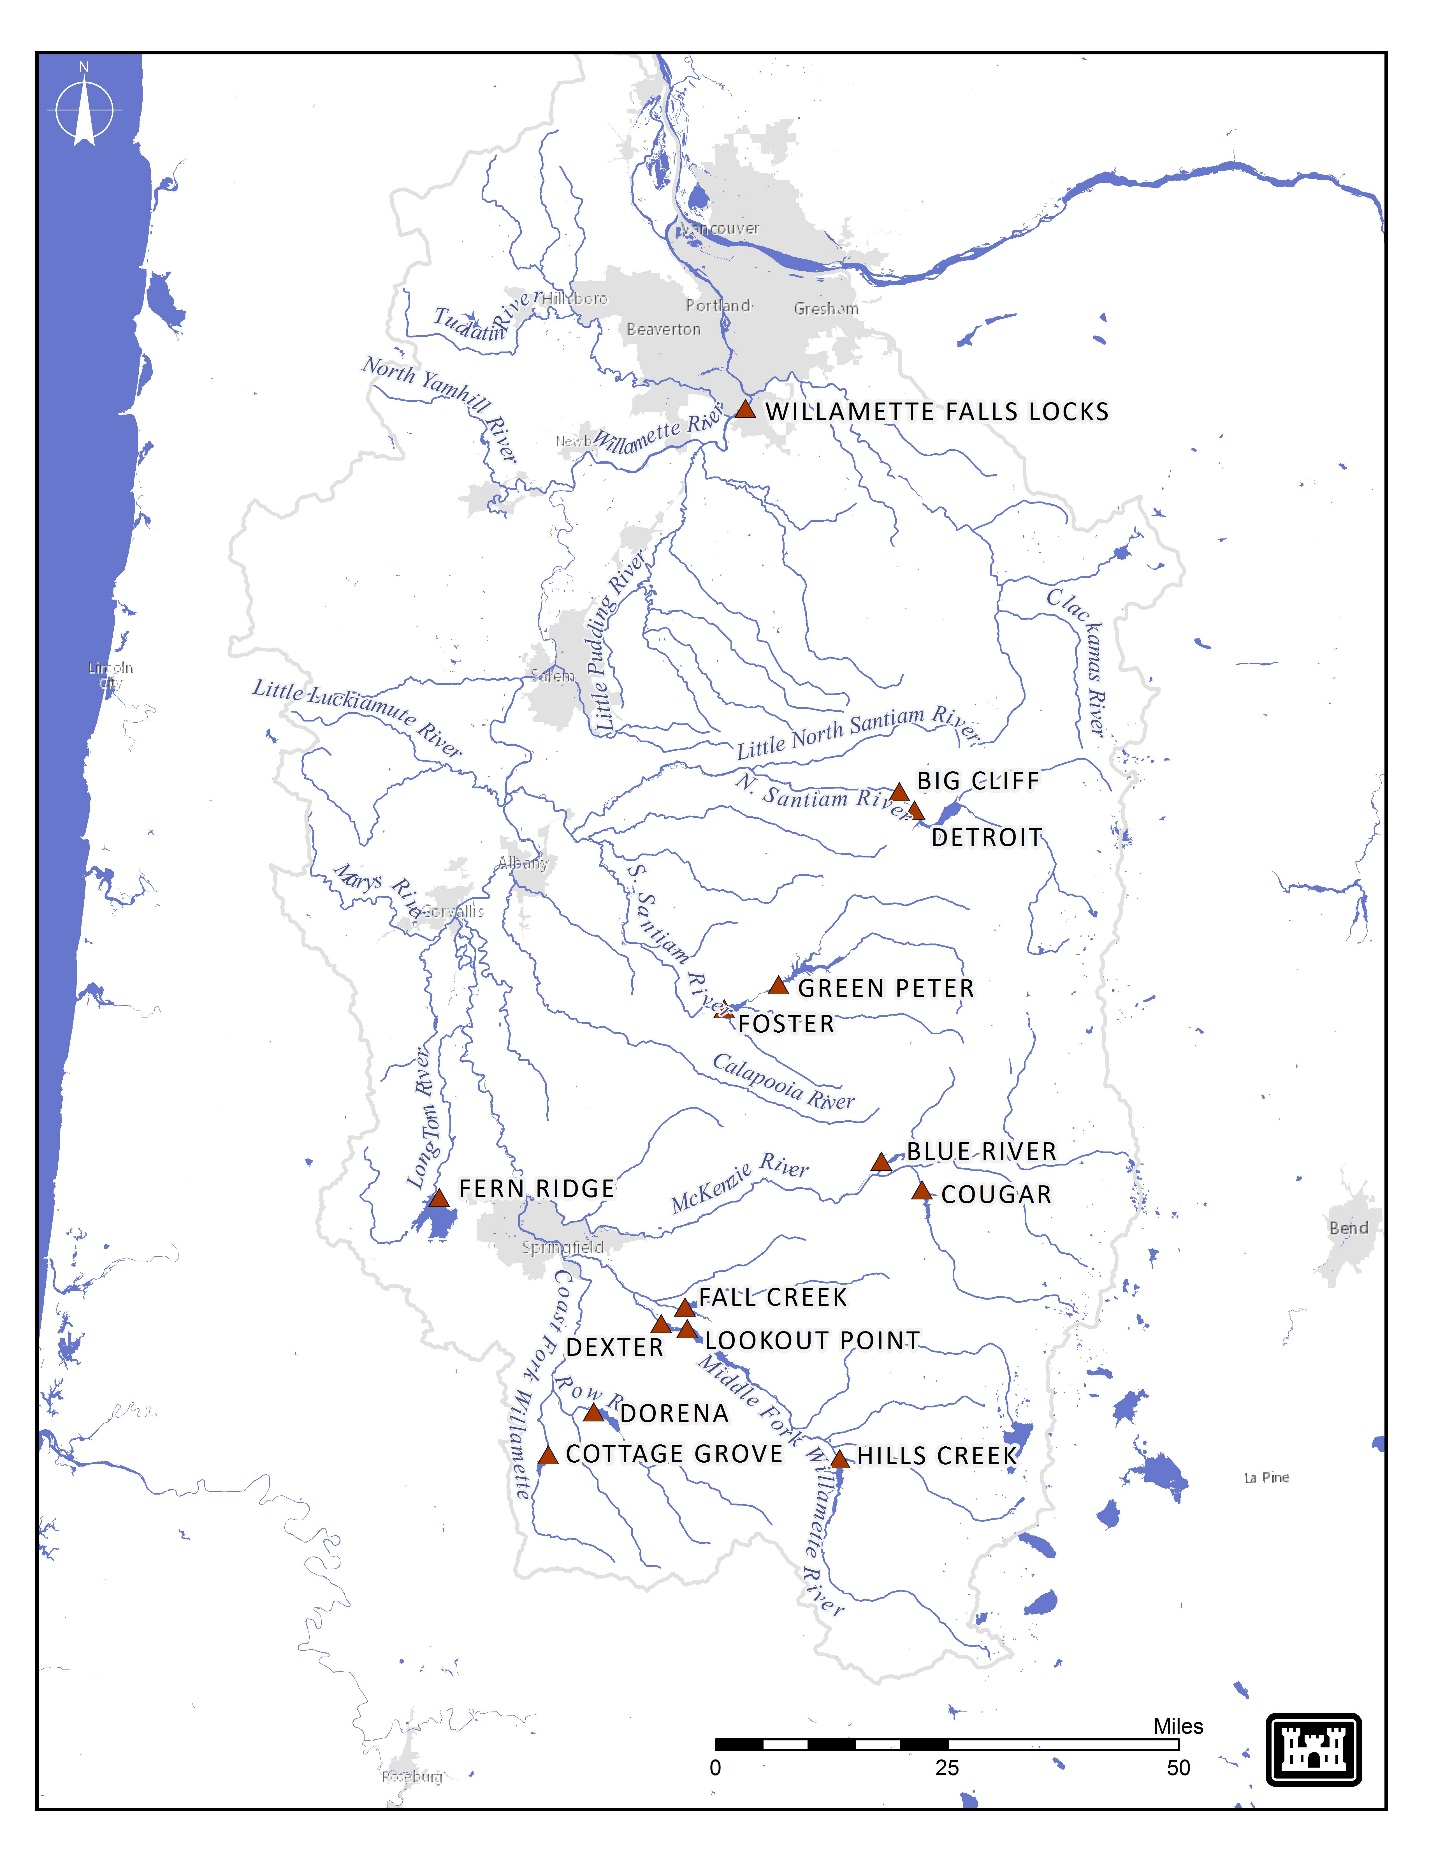 N
Vancouver
Tualatin River
Hillsboro
Portland
Gresham
Beaverton
North Yamhill River
WILLAMETTE FALLS LOCKS
Willamette River
Little Pudding River
Clackamas River
Lincoln
City
Salem
Little Luckiamute River
Little North Santiam River
BIG CLIFF
N. Santiam River
DETROIT
Albany
Marys River
Corvallis
S. Santiam River
GREEN PETER
FOSTER
Calapooia River
Long Tom River
BLUE RIVER
McKenzie River
COUGAR
FERN RIDGE
Springfield
Bend
Coast Fork Willamette
FALL CREEK
DEXTER
LOOKOUT POINT
Middle Fork Willamette River
Row R
DORENA
COTTAGE GROVE
HILLS CREEK
La Pine
Miles
0 25 50
Roseburg